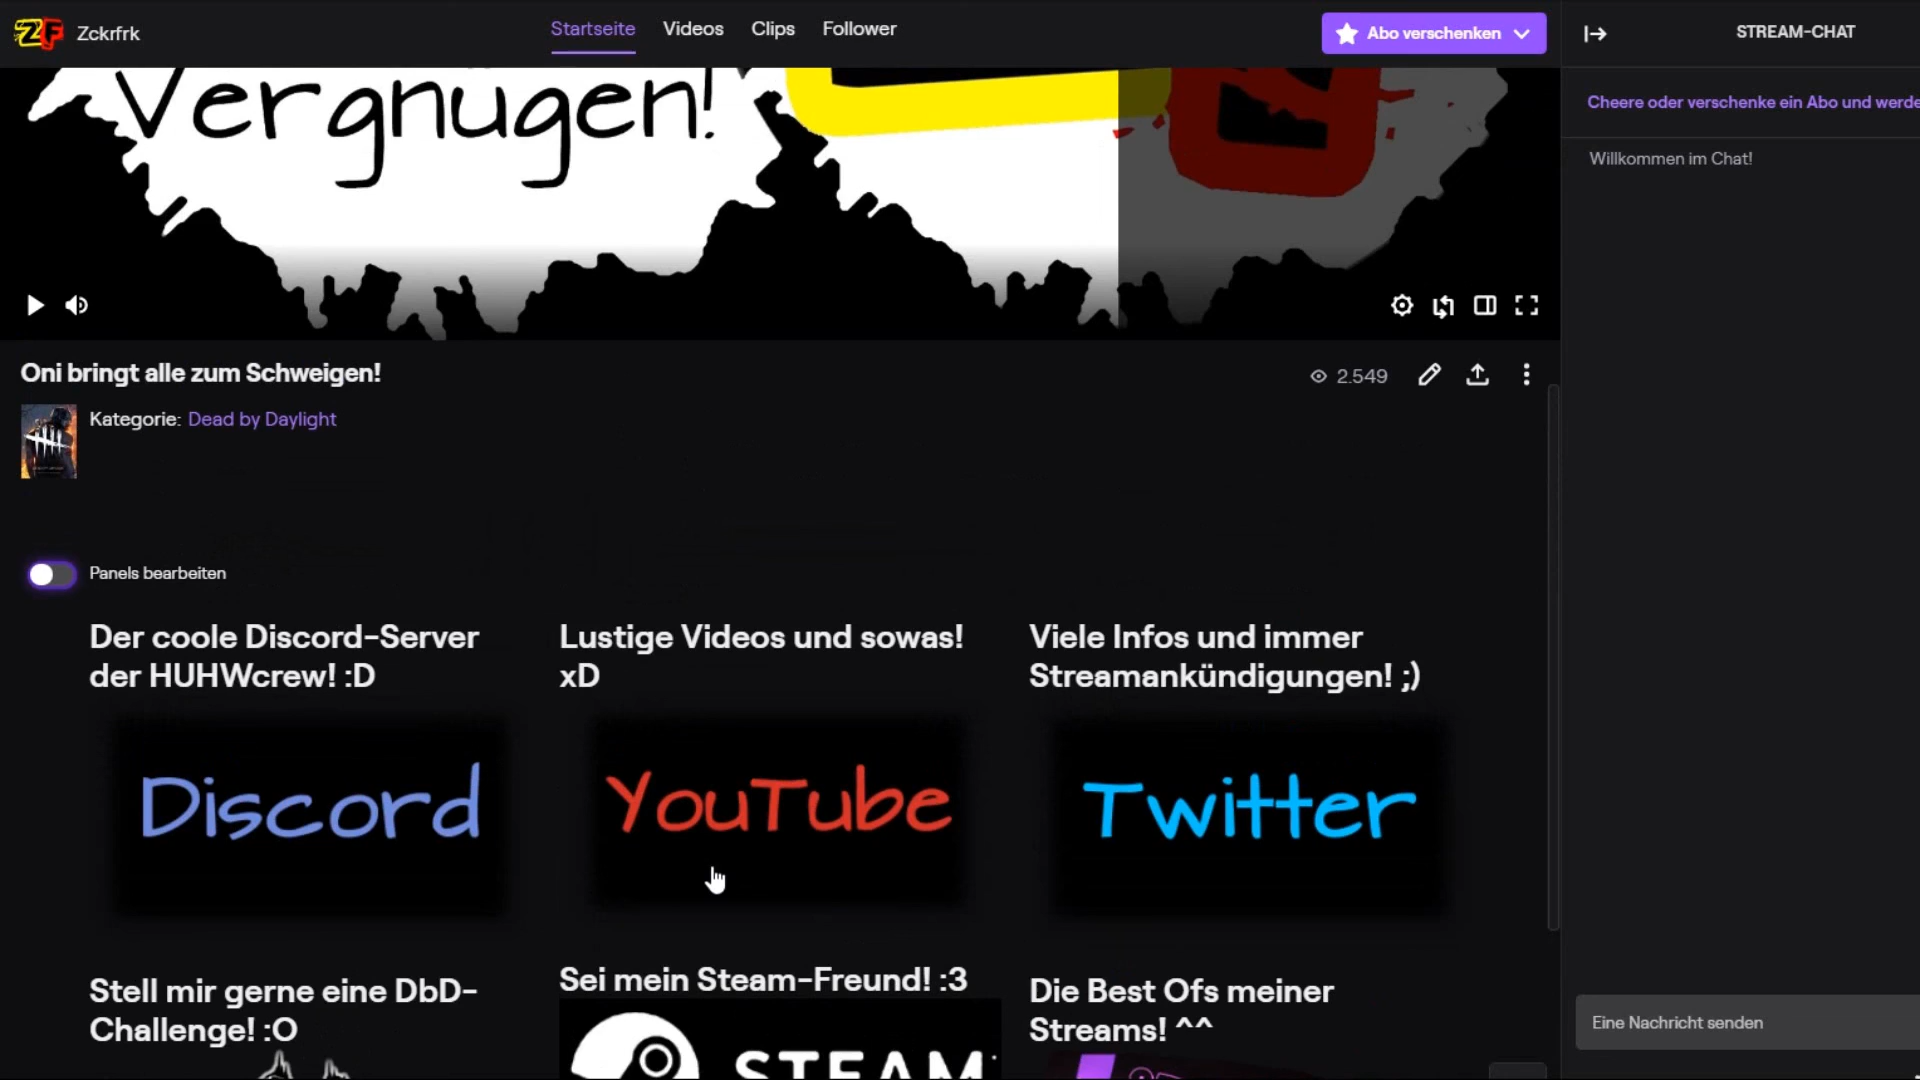 ZF Zckrfrk
Startseite Videos Clips Follower
Abo verschenken
STREAM-CHAT
Cheere oder verschenke ein Abo und werde
Willkommen im Chat!
Vergnügen!
Oni bringt alle zum Schweigen!
2.549
Kategorie: Dead by Daylight
Panels bearbeiten
Der coole Discord-Server
der HUHWcrew! :D
Discord
Lustige Videos und sowas!
xD
YouTube
Viele Infos und immer
Streamankündigungen! ;)
Twitter
Stell mir gerne eine DbD-
Challenge! :O
Sei mein Steam-Freund! :3
STEAM
Die Best Ofs meiner
Streams! ^^
Eine Nachricht senden